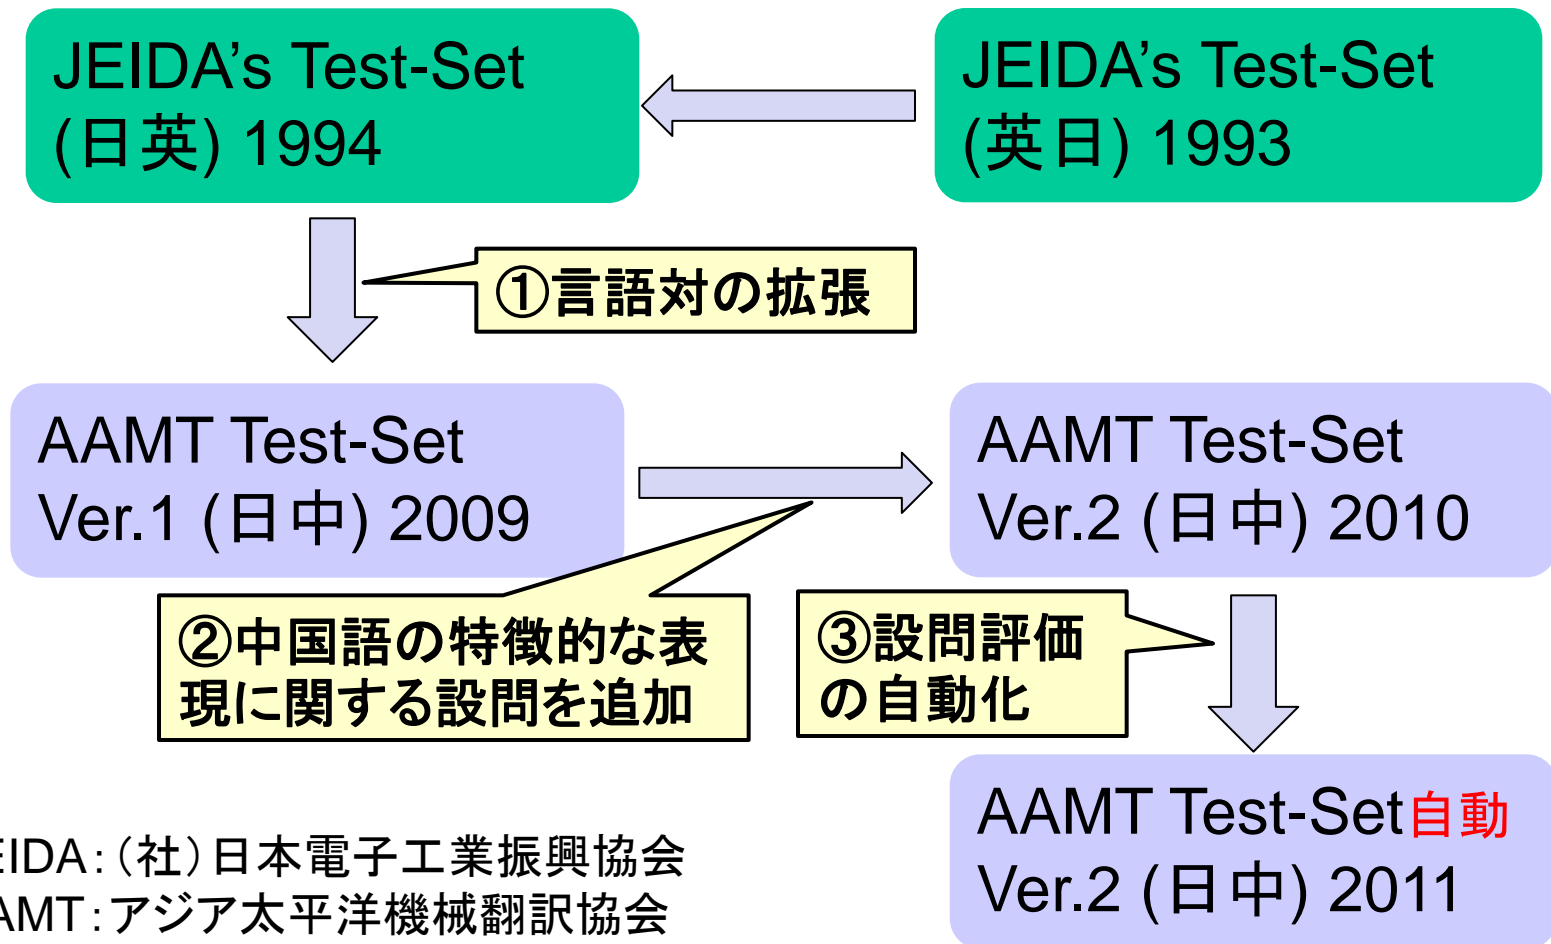 JEIDA’s Test-Set
(日英) 1994
JEIDA’s Test-Set
(英日) 1993
①言語対の拡張
AAMT Test-Set
Ver.1 (日中) 2009
AAMT Test-Set
Ver.2 (日中) 2010
②中国語の特徴的な表
現に関する設問を追加
③設問評価
の自動化
AAMT Test-Set自動
Ver.2 (日中) 2011
EIDA：（社）日本電子工業振興協会
AMT：アジア太平洋機械翻訳協会